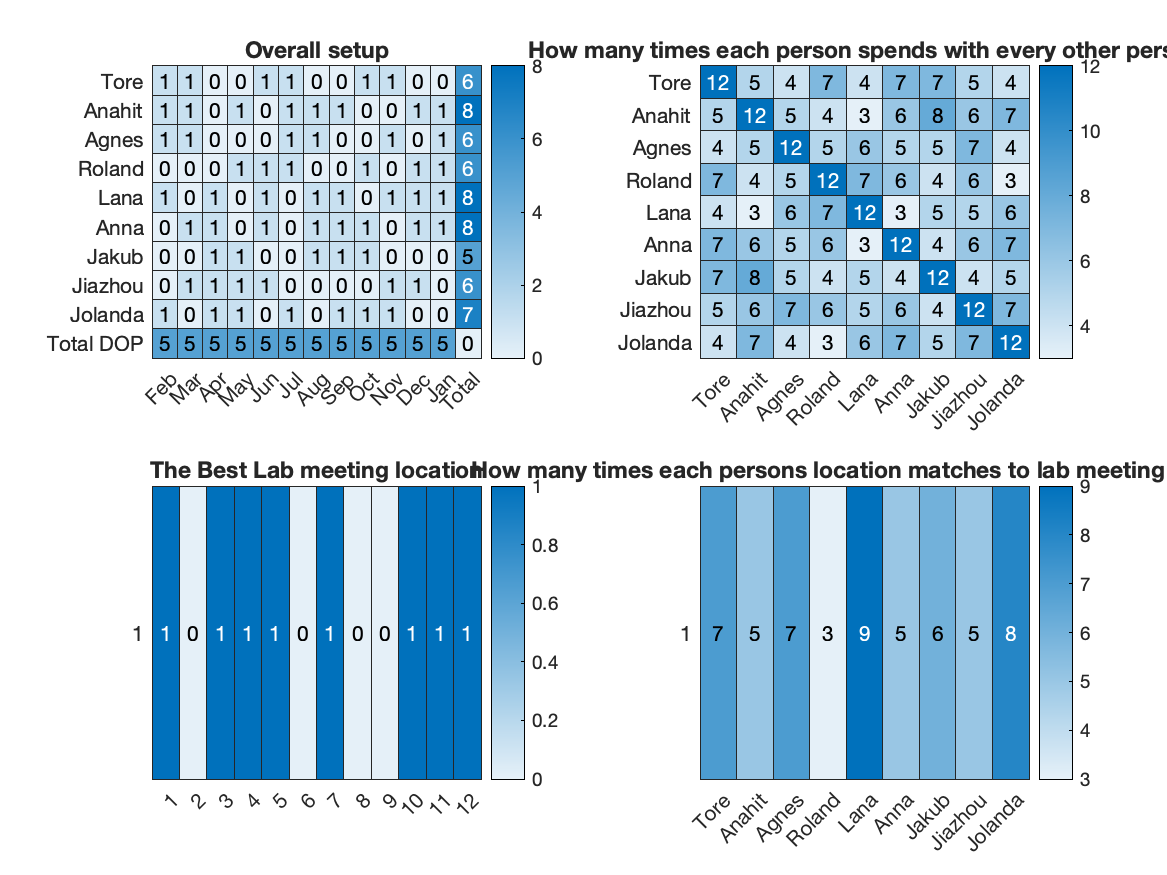 Overall setup
Tore 1 1 0 0 1 1 0 0 1 1 0 0 6
Anahit 1 1 0 1 0 1 1 1 0 0 1 1 8
Agnes 1 1 0 0 0 1 1 0 0 1 0 1 6
Roland 0 0 0 1 1 1 0 0 1 0 1 1 6
Lana 1 0 1 0 1 0 1 1 0 1 1 1 8
Anna 0 1 1 0 1 0 1 1 1 0 1 1 8
Jakub 0 0 1 1 0 0 1 1 1 0 0 0 5
Jiazhou 0 1 1 1 1 0 0 0 0 1 1 0 6
Jolanda 1 0 1 1 0 1 0 1 1 1 0 0 7
Total DOP 5 5 5 5 5 5 5 5 5 5 5 5 0
Feb Mar Apr May Jun Jul Aug Sep Oct Nov Dec Jan Total
8
6
4
2
0
How many times each person spends with every other pers
Tore 12 5 4 7 4 7 7 5 4
Anahit 5 12 5 4 3 6 8 6 7
Agnes 4 5 12 5 6 5 5 7 4
Roland 7 4 5 12 7 6 4 6 3
Lana 4 3 6 7 12 3 5 5 6
Anna 7 6 5 6 3 12 4 6 7
Jakub 7 8 5 4 5 4 12 4 5
Jiazhou 5 6 7 6 5 6 4 12 7
Jolanda 4 7 4 3 6 7 5 7 12
Tore Anahit Agnes Roland Lana Anna Jakub Jiazhou Jolanda
12
10
8
6
4
The Best Lab meeting location
1 1 0 1 1 1 0 1 0 0 1 1 1
1 2 3 4 5 6 7 8 9 10 11 12
1
0.8
0.6
0.4
0.2
0
How many times each persons location matches to lab meeting
1 7 5 7 3 9 5 6 5 8
Tore Anahit Agnes Roland Lana Anna Jakub Jiazhou Jolanda
9
8
7
6
5
4
3